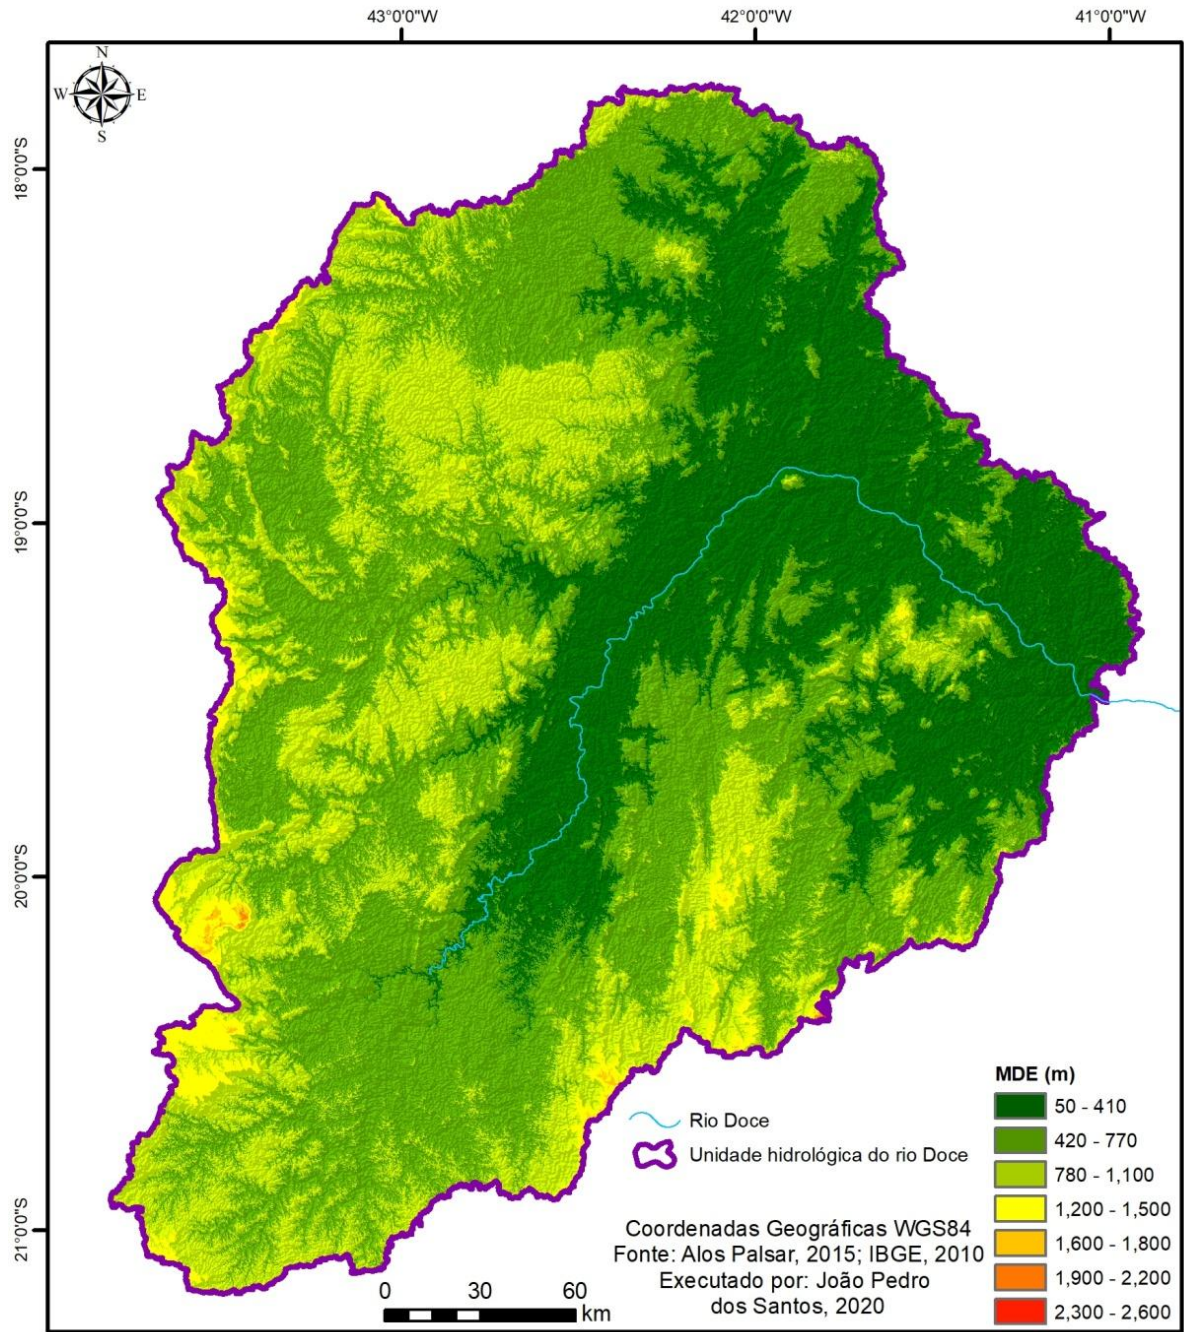 43°0'0"W
42°0'0"W
41°0'0"W
N
W
E
S
18°0'0"S
19°0'0"S
20°0'0"S
21°0'0"S
MDE (m)
50 - 410
420 - 770
780 - 1,100
1,200 - 1,500
1,600 - 1,800
1,900 - 2,200
2,300 - 2,600
Rio Doce
Unidade hidrológica do rio Doce
Coordenadas Geográficas WGS84
Fonte: Alos Palsar, 2015; IBGE, 2010
Executado por: João Pedro
dos Santos, 2020
0 30 60
km